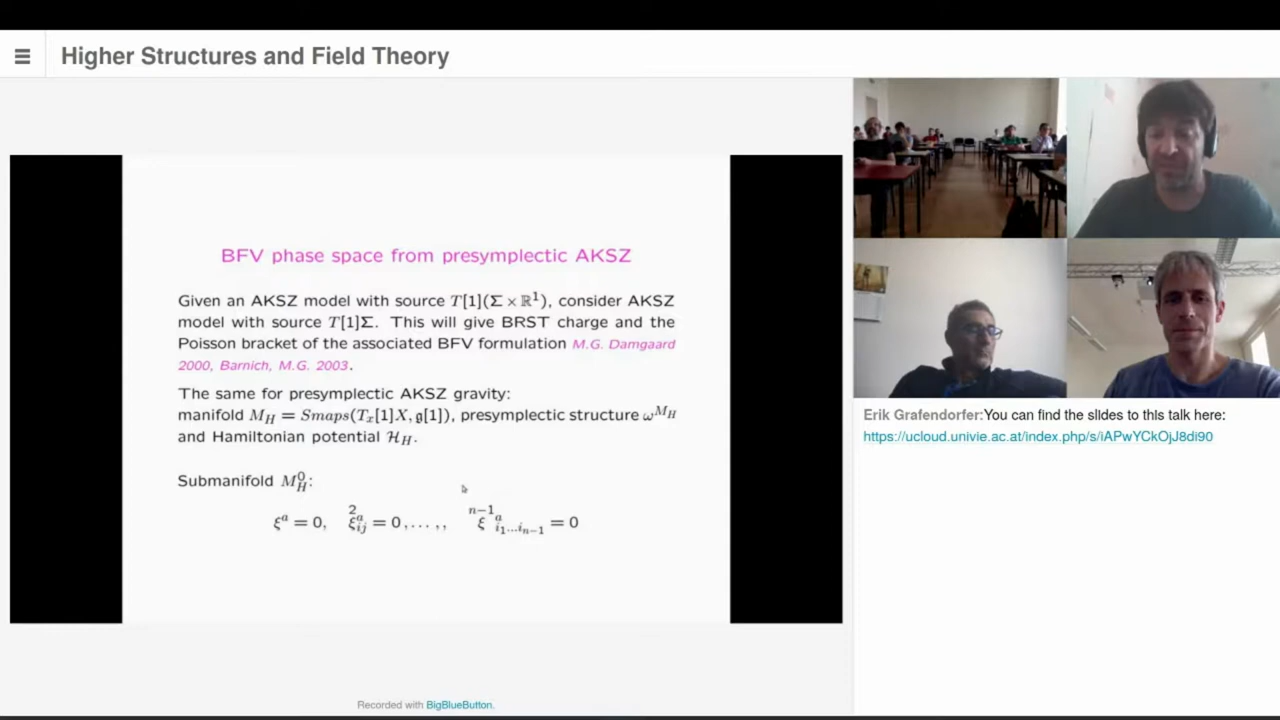 Higher Structures and Field Theory
BFV phase space from presymplectic AKSZ
Given an AKSZ model with source T[1](Σ × ℝ¹), consider AKSZ
model with source T[1]Σ. This will give BRST charge and the
Poisson bracket of the associated BFV formulation M.G. Damgaard
2000, Barnich, M.G. 2003.
The same for presymplectic AKSZ gravity:
manifold M_H = Smaps(T_x[1]X, 𝔤[1]), presymplectic structure ω^{M_H}
and Hamiltonian potential ℋ_H.
Submanifold M_H^0:
ξ^a = 0, \overset{2}{ξ}^a_{ij} = 0, . . . , , \overset{n−1}{ξ}^a_{i_1...i_{n−1}} = 0
Erik Grafendorfer:You can find the slides to this talk here:
https://ucloud.univie.ac.at/index.php/s/iAPwYCkOjJ8di90
Recorded with BigBlueButton.